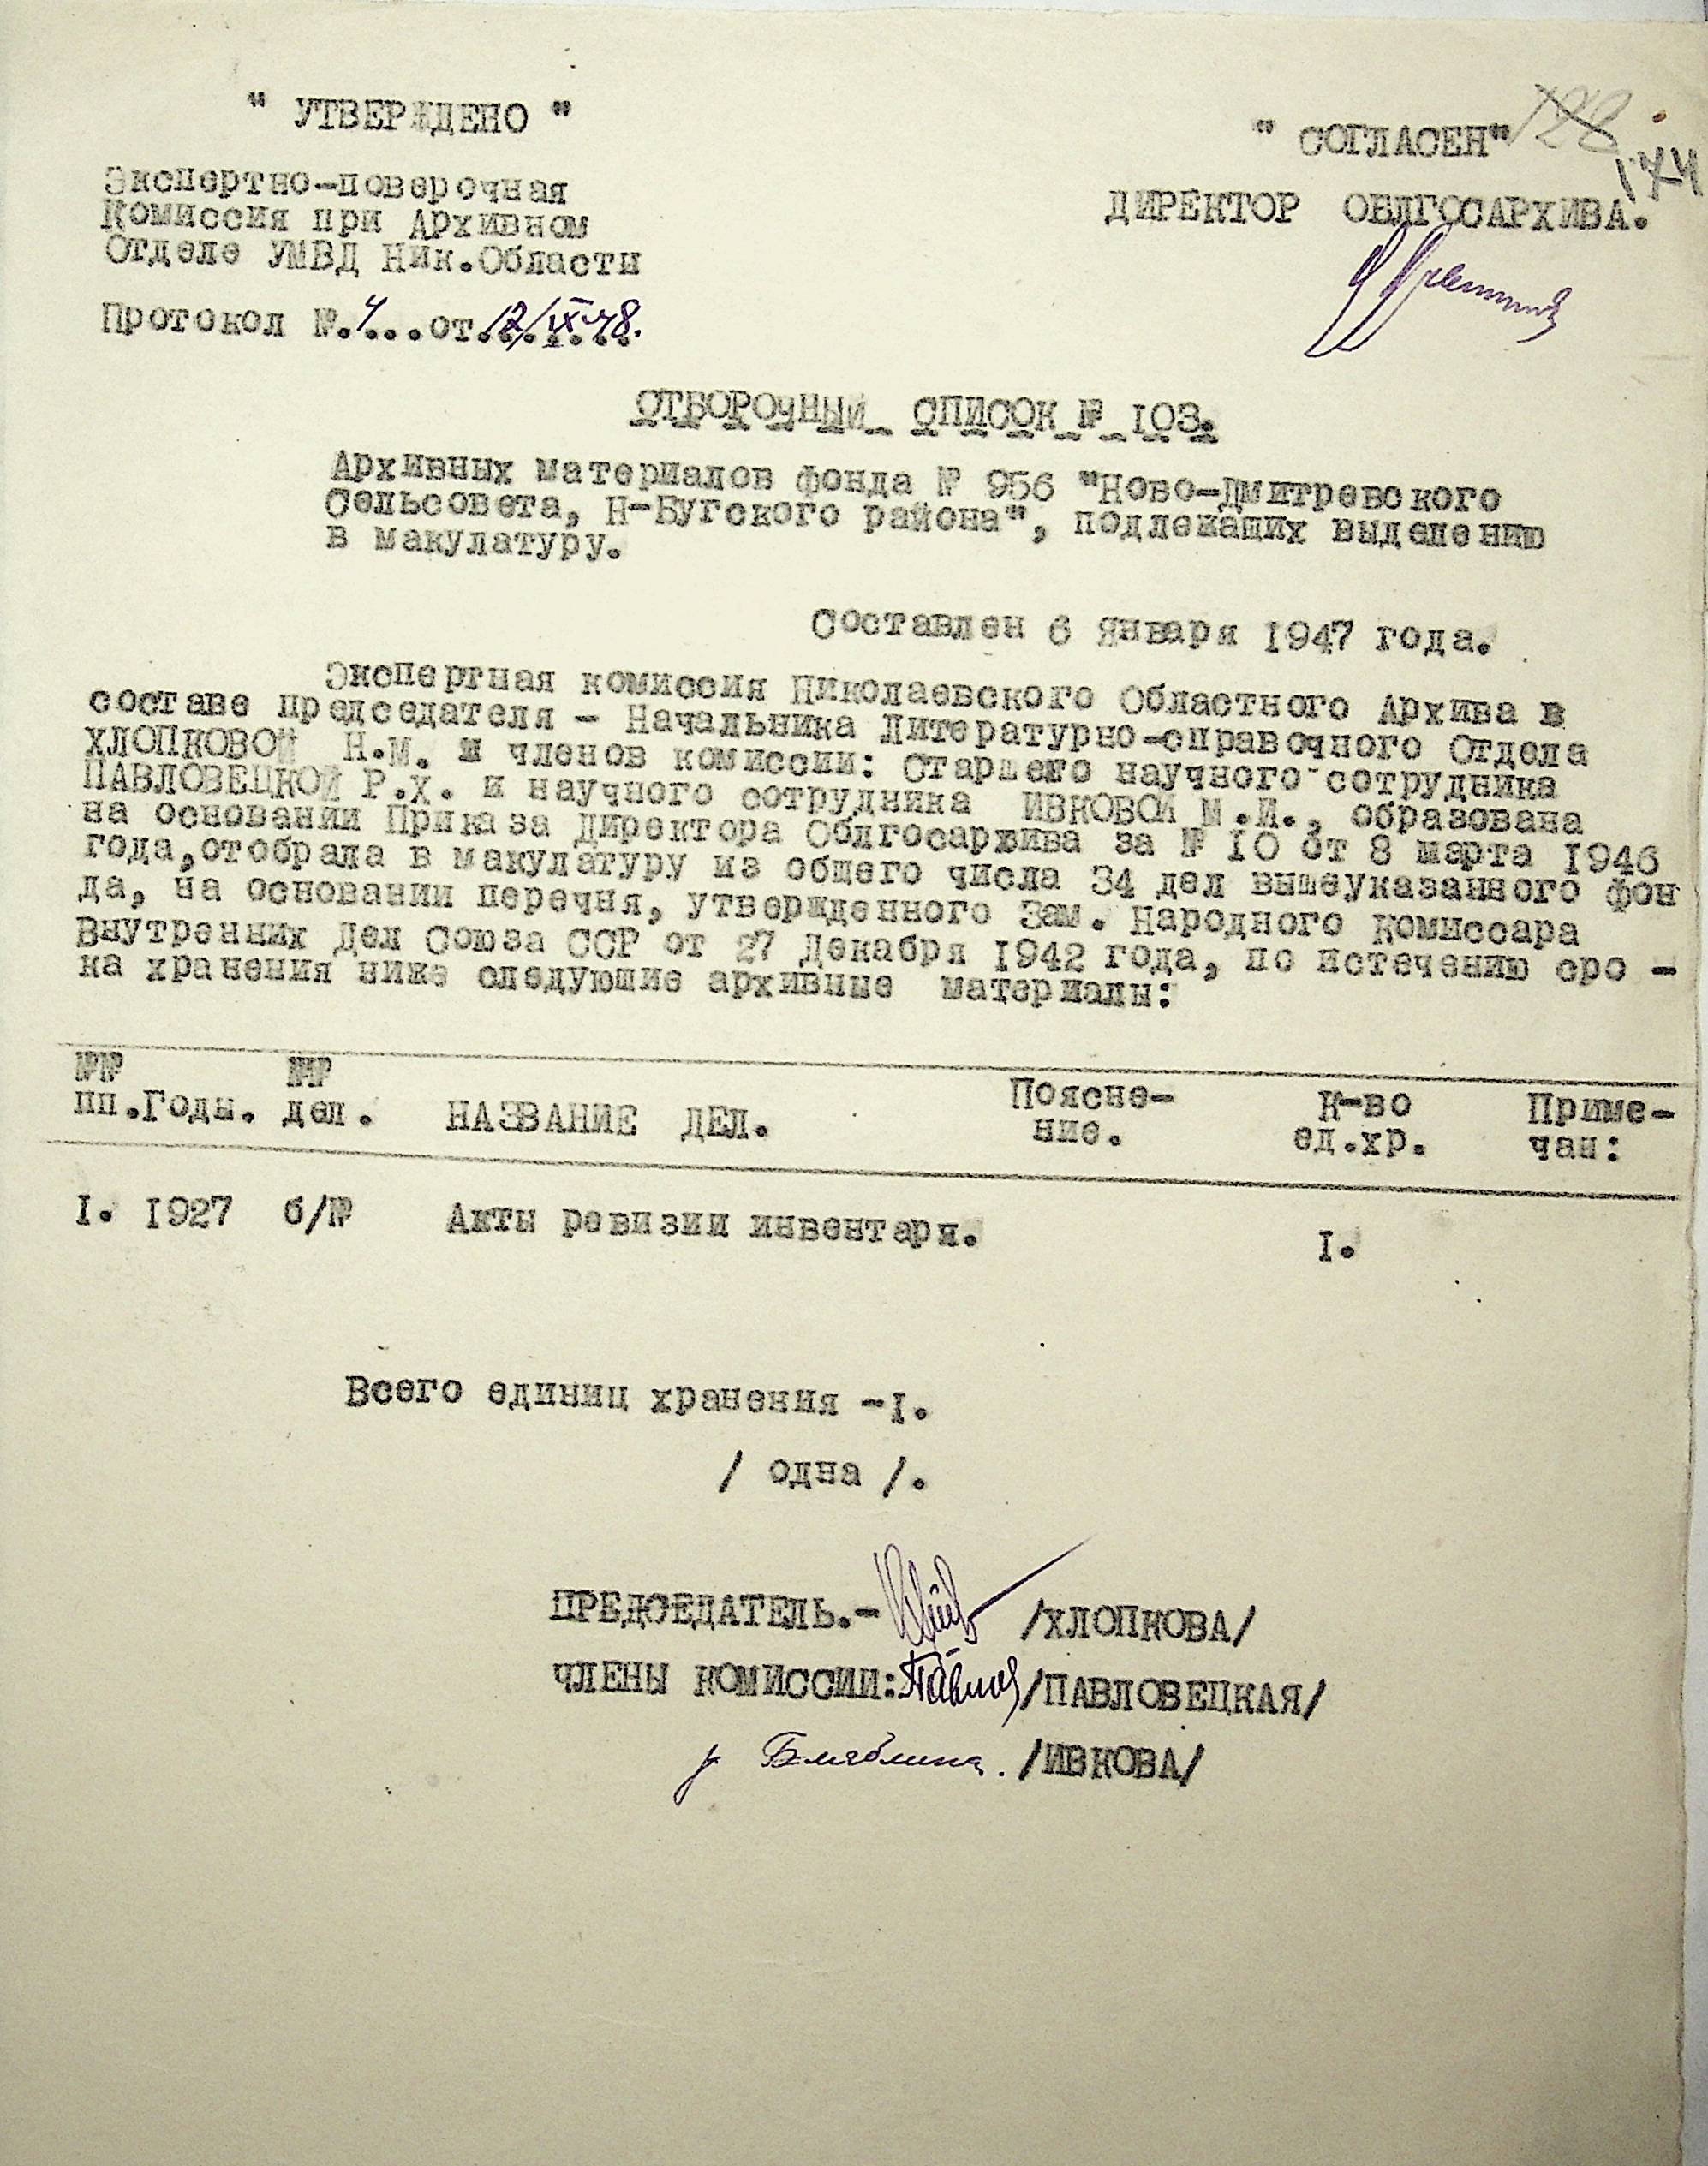 " УТВЕРЖДЕНО "
Экспертно-поверочная
Комиссия при Архивном
Отделе УМВД Ник.Области
Протокол №.4...от.12/IX-48.
128
174
" СОГЛАСЕН"
ДИРЕКТОР ОБЛГОСАРХИВА.
ОТБОРОЧНЫЙ СПИСОК № 103.
Архивных материалов фонда № 956 "Ново-Дмитревского
Сельсовета, Н-Бугского района", подлежащих выделению
в макулатуру.
Составлен 6 января 1947 года.
Экспертная комиссия Николаевского Областного Архива в
составе председателя - Начальника Литературно-справочного Отдела
ХЛОПКОВОЙ Н.М. и членов комиссии: Старшего научного сотрудника
ПАВЛОВЕЦКОЙ Р.Х. и научного сотрудника ИВКОВОЙ М.И., образована
на основании Приказа Директора Облгосархива за № 10 от 8 марта 1946
года,отобрала в макулатуру из общего числа 34 дел вышеуказанного фон
да, на основании перечня, утвержденного Зам. Народного Комиссара
Внутренних Дел Союза ССР от 27 декабря 1942 года, по истечению сро -
ка хранения ниже следующие архивные материалы:
№№ №№
пп.Годы. дел. НАЗВАНИЕ ДЕЛ. Поясне- К-во Приме-
ние. ед.хр. чан:
I. 1927 б/№ Акты ревизии инвентаря. I.
Всего единиц хранения -I.
/ одна /.
ПРЕДСЕДАТЕЛЬ.- /ХЛОПКОВА/
ЧЛЕНЫ КОМИССИИ: /ПАВЛОВЕЦКАЯ/
/ИВКОВА/